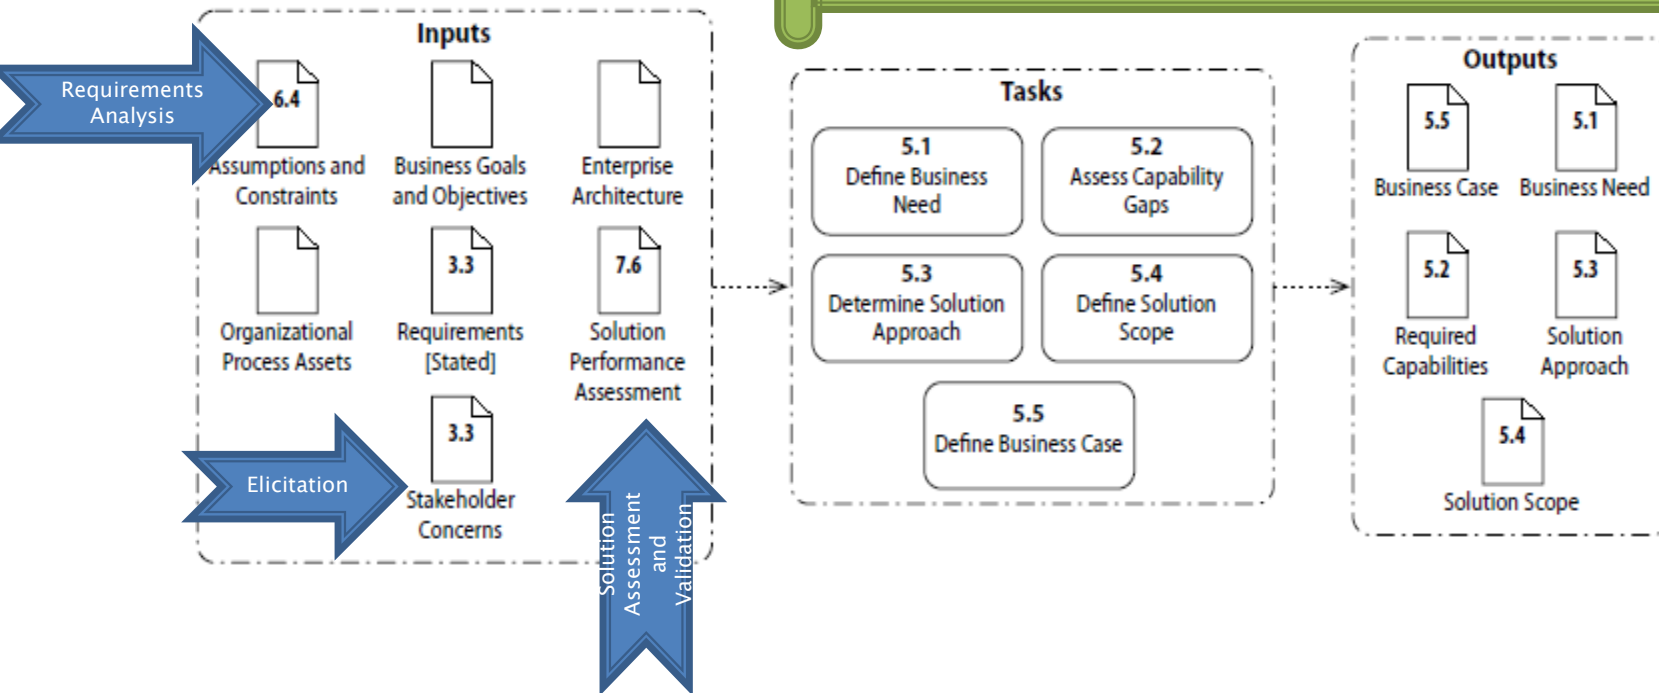 Inputs
Requirements
Analysis
6.4
Assumptions and
Constraints
Business Goals
and Objectives
Enterprise
Architecture
Organizational
Process Assets
3.3
Requirements
[Stated]
7.6
Solution
Performance
Assessment
Elicitation
3.3
Stakeholder
Concerns
Solution
Assessment
and
Validation
Tasks
5.1
Define Business
Need
5.2
Assess Capability
Gaps
5.3
Determine Solution
Approach
5.4
Define Solution
Scope
5.5
Define Business Case
Outputs
5.5
Business Case
5.1
Business Need
5.2
Required
Capabilities
5.3
Solution
Approach
5.4
Solution Scope